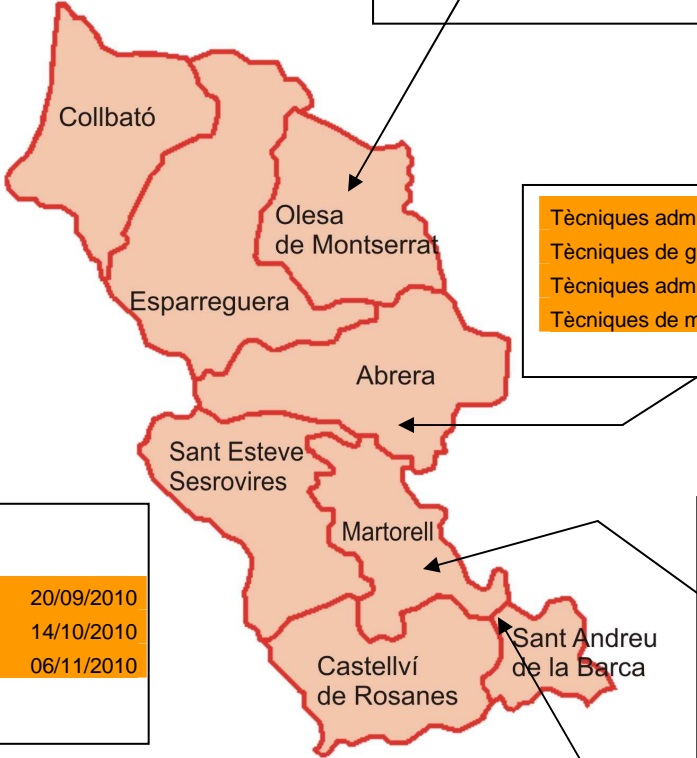 Collbató
Olesa
de Montserrat
Tècniques adm
Tècniques de g
Tècniques adm
Tècniques de m
Esparreguera
Abrera
Sant Esteve
Sesrovires
Martorell
20/09/2010
14/10/2010
06/11/2010
Sant Andreu
de la Barca
Castellví
de Rosanes